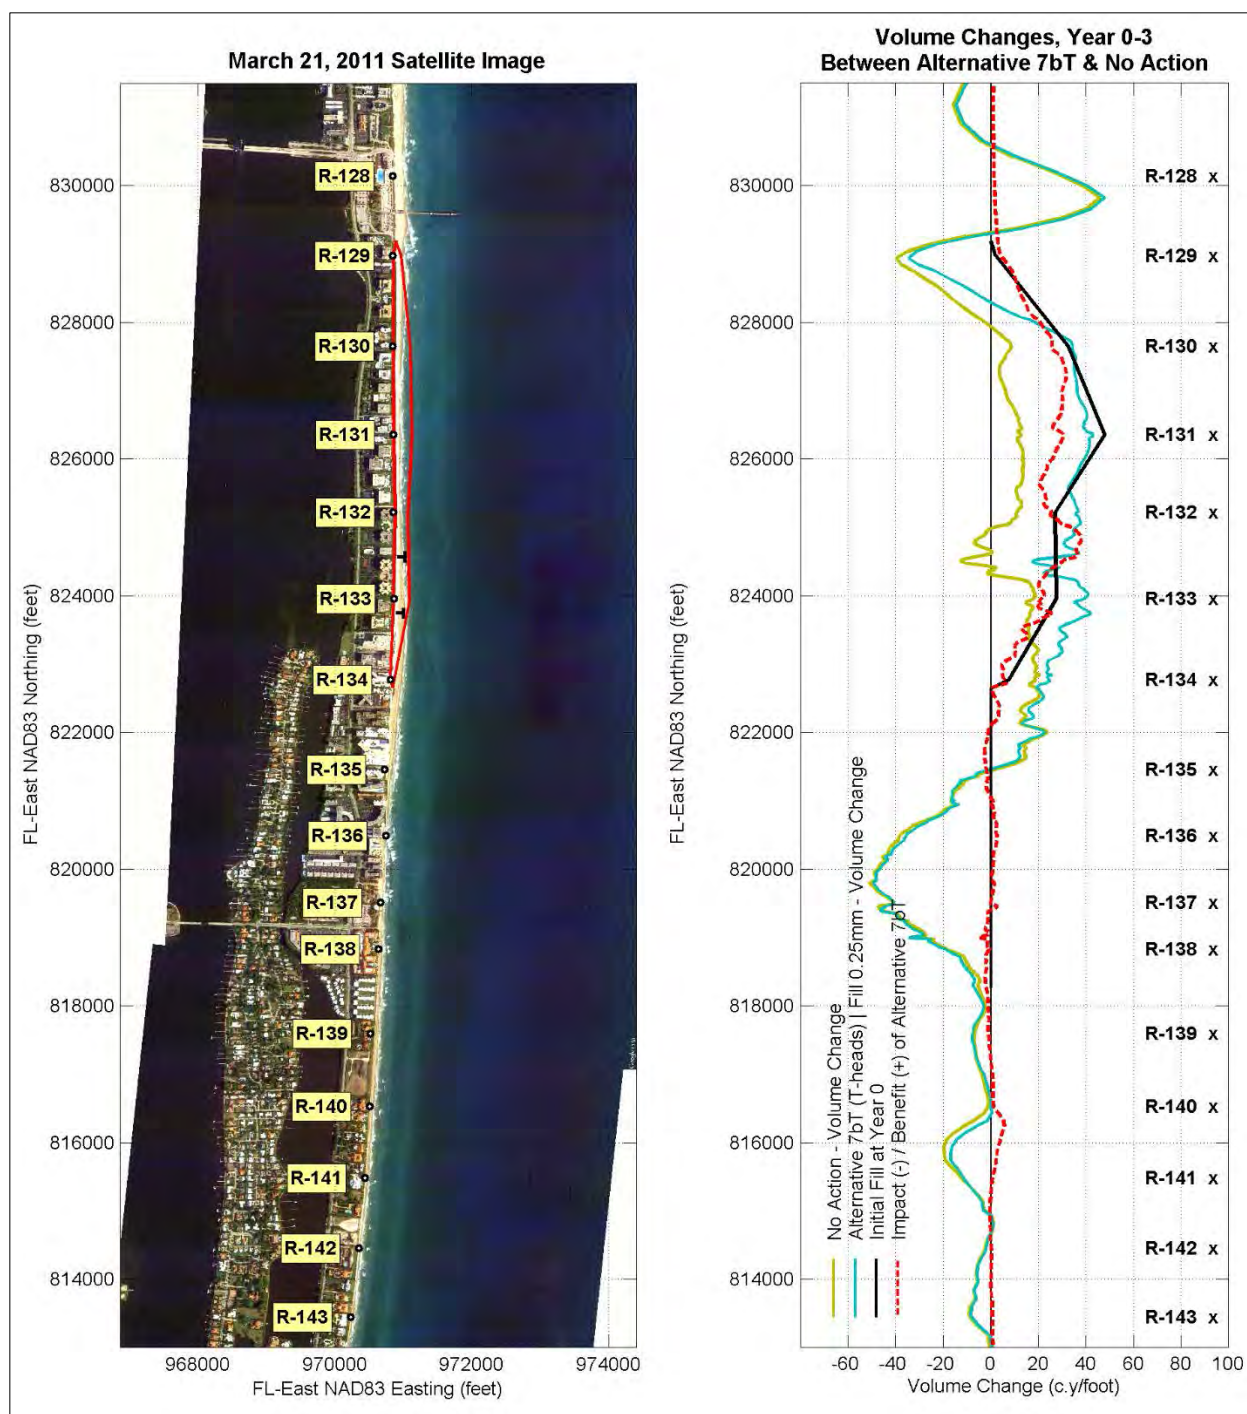 March 21, 2011 Satellite Image
830000
828000
826000
824000
822000
820000
818000
816000
814000
FL-East NAD83 Northing (feet)
R-128
R-129
R-130
R-131
R-132
R-133
R-134
R-135
R-136
R-137
R-138
R-139
R-140
R-141
R-142
R-143
968000
970000
972000
974000
FL-East NAD83 Easting (feet)
Volume Changes, Year 0-3
Between Alternative 7bT & No Action
830000
828000
826000
824000
822000
820000
818000
816000
814000
FL-East NAD83 Northing (feet)
R-128 x
R-129 x
R-130 x
R-131 x
R-132 x
R-133 x
R-134 x
R-135 x
R-136 x
R-137 x
R-138 x
R-139 x
R-140 x
R-141 x
R-142 x
R-143 x
No Action - Volume Change
Alternative 7bT (T-heads) | Fill 0.25mm - Volume Change
Initial Fill at Year 0
Impact (-) / Benefit (+) of Alternative 7bT
-60
-40
-20
0
20
40
60
80
100
Volume Change (c.y/foot)